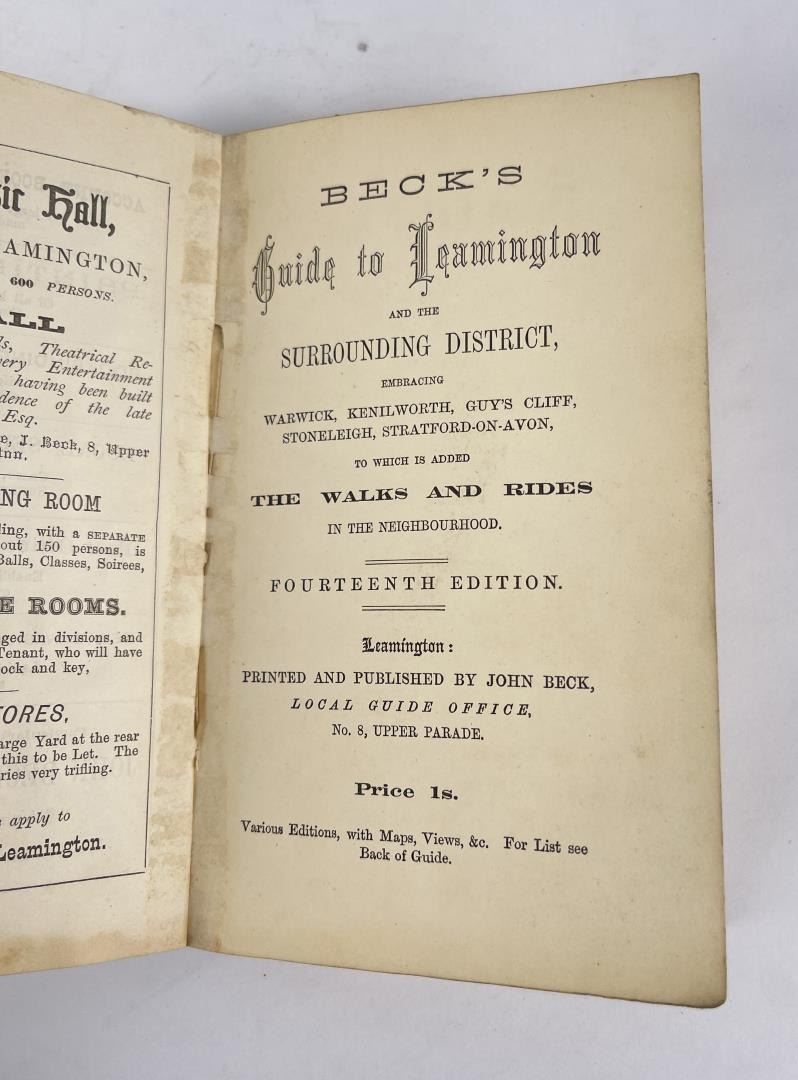 Hall,
AMINGTON,
600 PERSONS.
ALL
Theatrical Re-
very Entertainment
having been built
dence of the late
Esq.
J. Beck, 8, Upper
NG ROOM
ling, with a SEPARATE
out 150 persons, is
Balls, Classes, Soirees,
E ROOMS.
ged in divisions, and
Tenant, who will have
ock and key,
TORES,
arge Yard at the rear
this to be Let. The
ries very trifling.
apply to
Leamington.
BECK'S
Guide to Leamington
AND THE
SURROUNDING DISTRICT,
EMBRACING
WARWICK, KENILWORTH, GUY'S CLIFF,
STONELEIGH, STRATFORD-ON-AVON,
TO WHICH IS ADDED
THE WALKS AND RIDES
IN THE NEIGHBOURHOOD.
FOURTEENTH EDITION.
Leamington:
PRINTED AND PUBLISHED BY JOHN BECK,
LOCAL GUIDE OFFICE,
No. 8, UPPER PARADE.
Price 1s.
Various Editions, with Maps, Views, &c. For List see
Back of Guide.